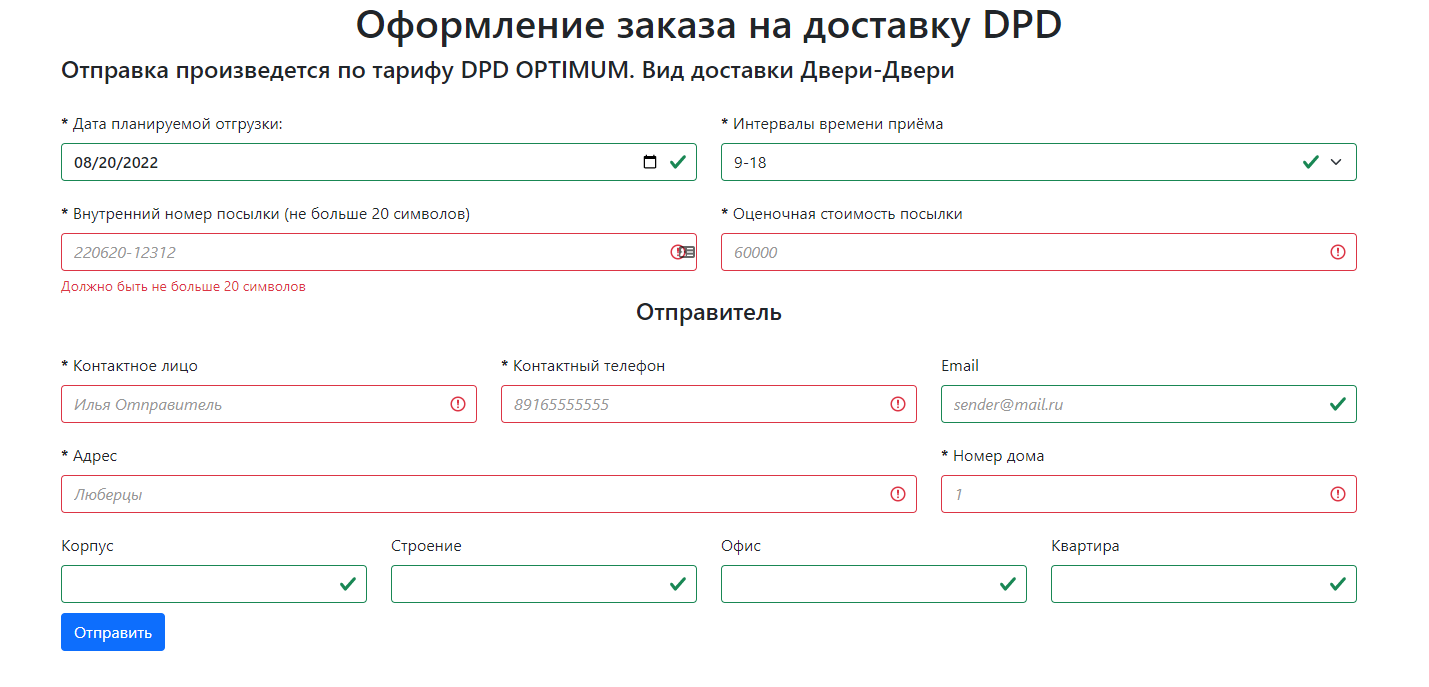 Оформление заказа на доставку DPD
Отправка произведется по тарифу DPD OPTIMUM. Вид доставки Двери-Двери
* Дата планируемой отгрузки:
* Интервалы времени приёма
08/20/2022
9-18
* Внутренний номер посылки (не больше 20 символов)
* Оценочная стоимость посылки
220620-12312
60000
Должно быть не больше 20 символов
Отправитель
* Контактное лицо
* Контактный телефон
Email
Илья Отправитель
89165555555
sender@mail.ru
* Адрес
* Номер дома
Люберцы
1
Корпус
Строение
Офис
Квартира
Отправить